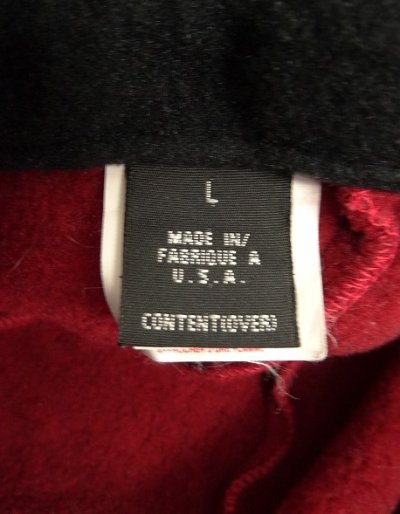 L
MADE IN/
FABRIQUE A
U.S.A.
CONTENT(OVER)